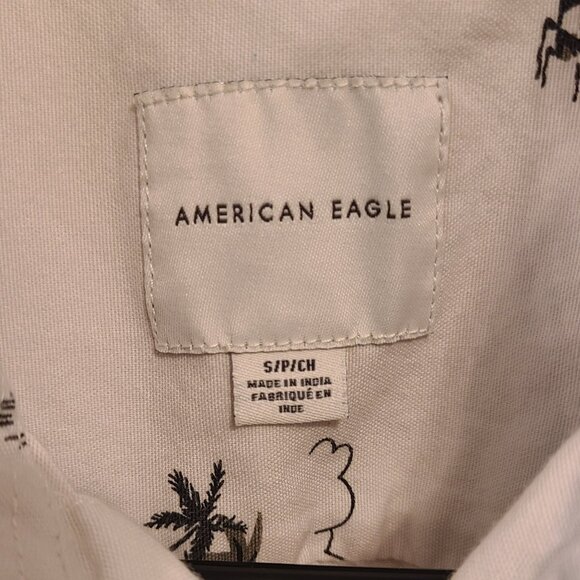 AMERICAN EAGLE
S/P/CH
MADE IN INDIA
FABRIQUÉ EN
INDE